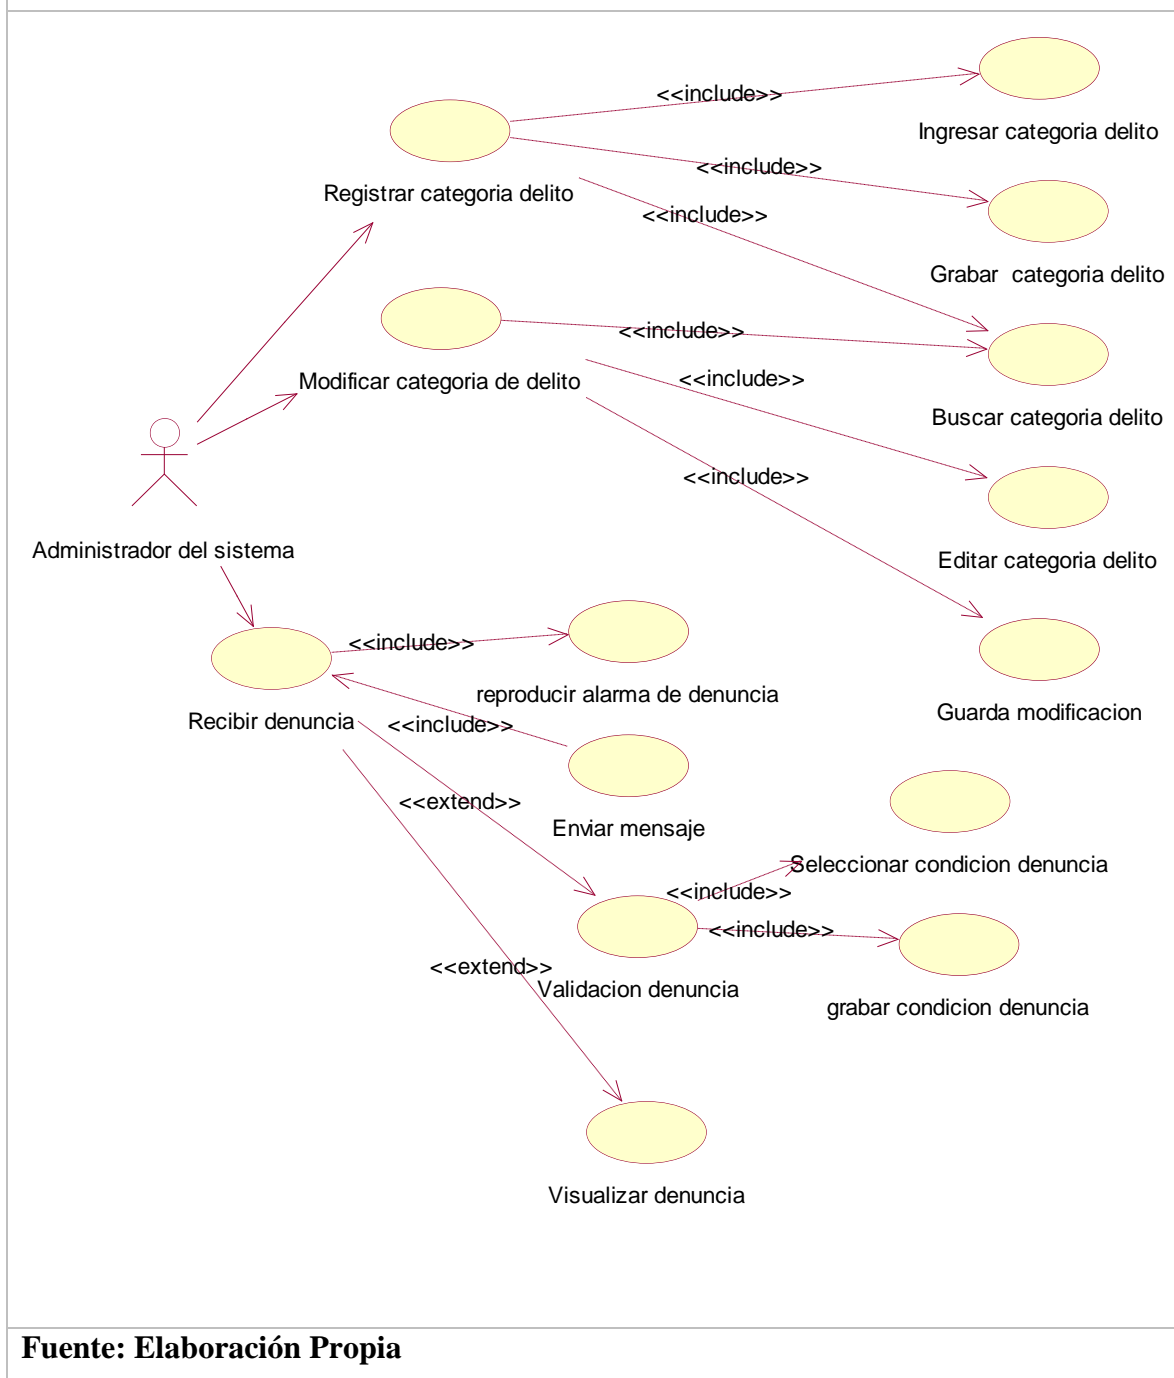 <<include>>
Ingresar categoria delito
<<include>>
Registrar categoria delito
<<include>>
Grabar  categoria delito
<<include>>
Modificar categoria de delito
<<include>>
Buscar categoria delito
<<include>>
Editar categoria delito
Administrador del sistema
<<include>>
reproducir alarma de denuncia
Guarda modificacion
Recibir denuncia
<<include>>
<<extend>>
Enviar mensaje
Seleccionar condicion denuncia
<<include>>
<<include>>
<<extend>>
Validacion denuncia
grabar condicion denuncia
Visualizar denuncia
<<include>>
Fuente: Elaboración Propia